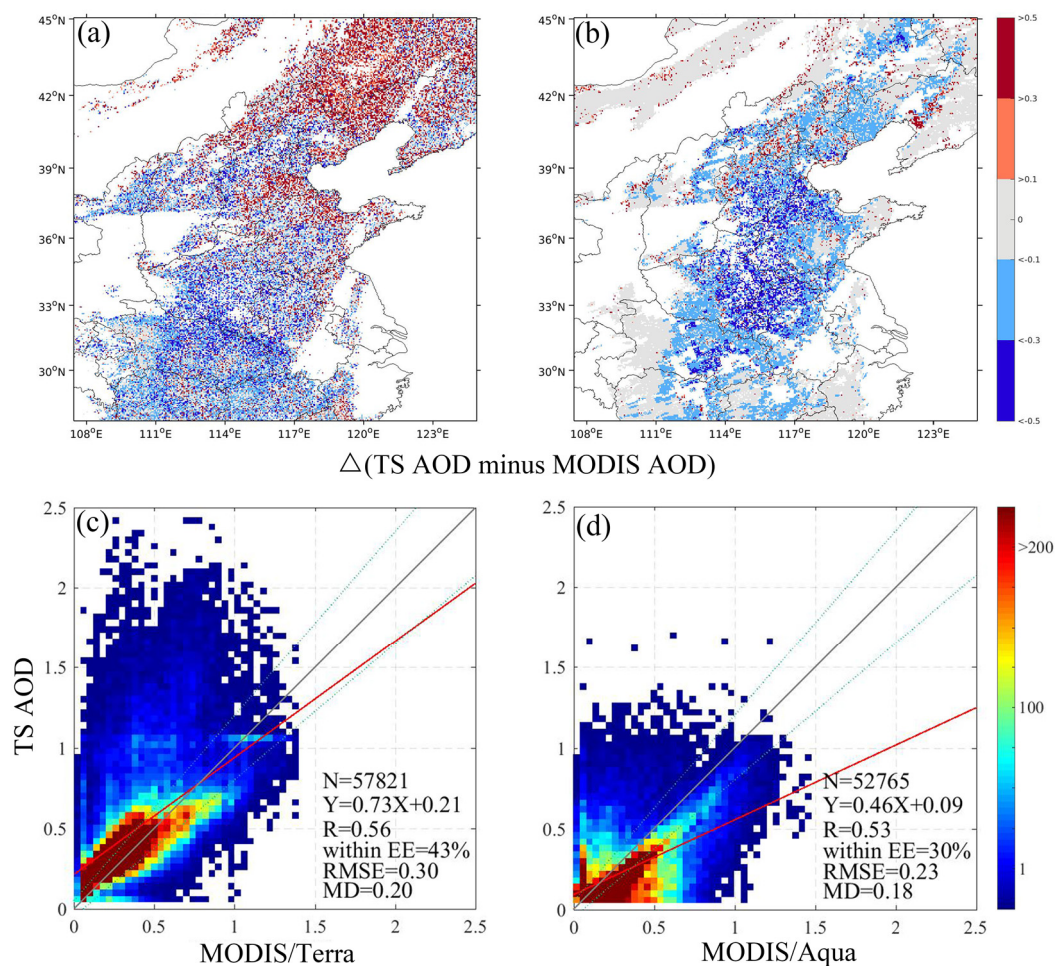 (a)
(b)
45°N
42°N
39°N
36°N
33°N
30°N
108°E 111°E 114°E 117°E 120°E 123°E
45°N
42°N
39°N
36°N
33°N
30°N
108°E 111°E 114°E 117°E 120°E 123°E
>0.5
>0.3
>0.1
0
<-0.1
<-0.3
<-0.5
△(TS AOD minus MODIS AOD)
(c)
2.5
2
1.5
1
0.5
0
TS AOD
N=57821
Y=0.73X+0.21
R=0.56
within EE=43%
RMSE=0.30
MD=0.20
0 0.5 1 1.5 2 2.5
MODIS/Terra
(d)
2.5
2
1.5
1
0.5
0
N=52765
Y=0.46X+0.09
R=0.53
within EE=30%
RMSE=0.23
MD=0.18
0 0.5 1 1.5 2 2.5
MODIS/Aqua
>200
100
1